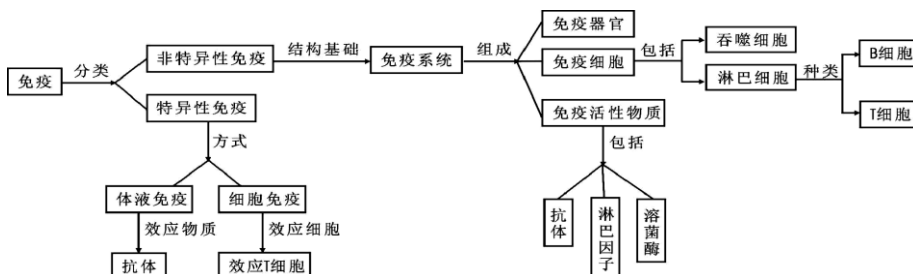 免疫
分类
非特异性免疫
特异性免疫
结构基础
免疫系统
组成
免疫器官
免疫细胞
免疫活性物质
包括
吞噬细胞
淋巴细胞
种类
B细胞
T细胞
方式
体液免疫
细胞免疫
效应物质
效应细胞
抗体
效应T细胞
包括
抗体
淋巴因子
溶菌酶